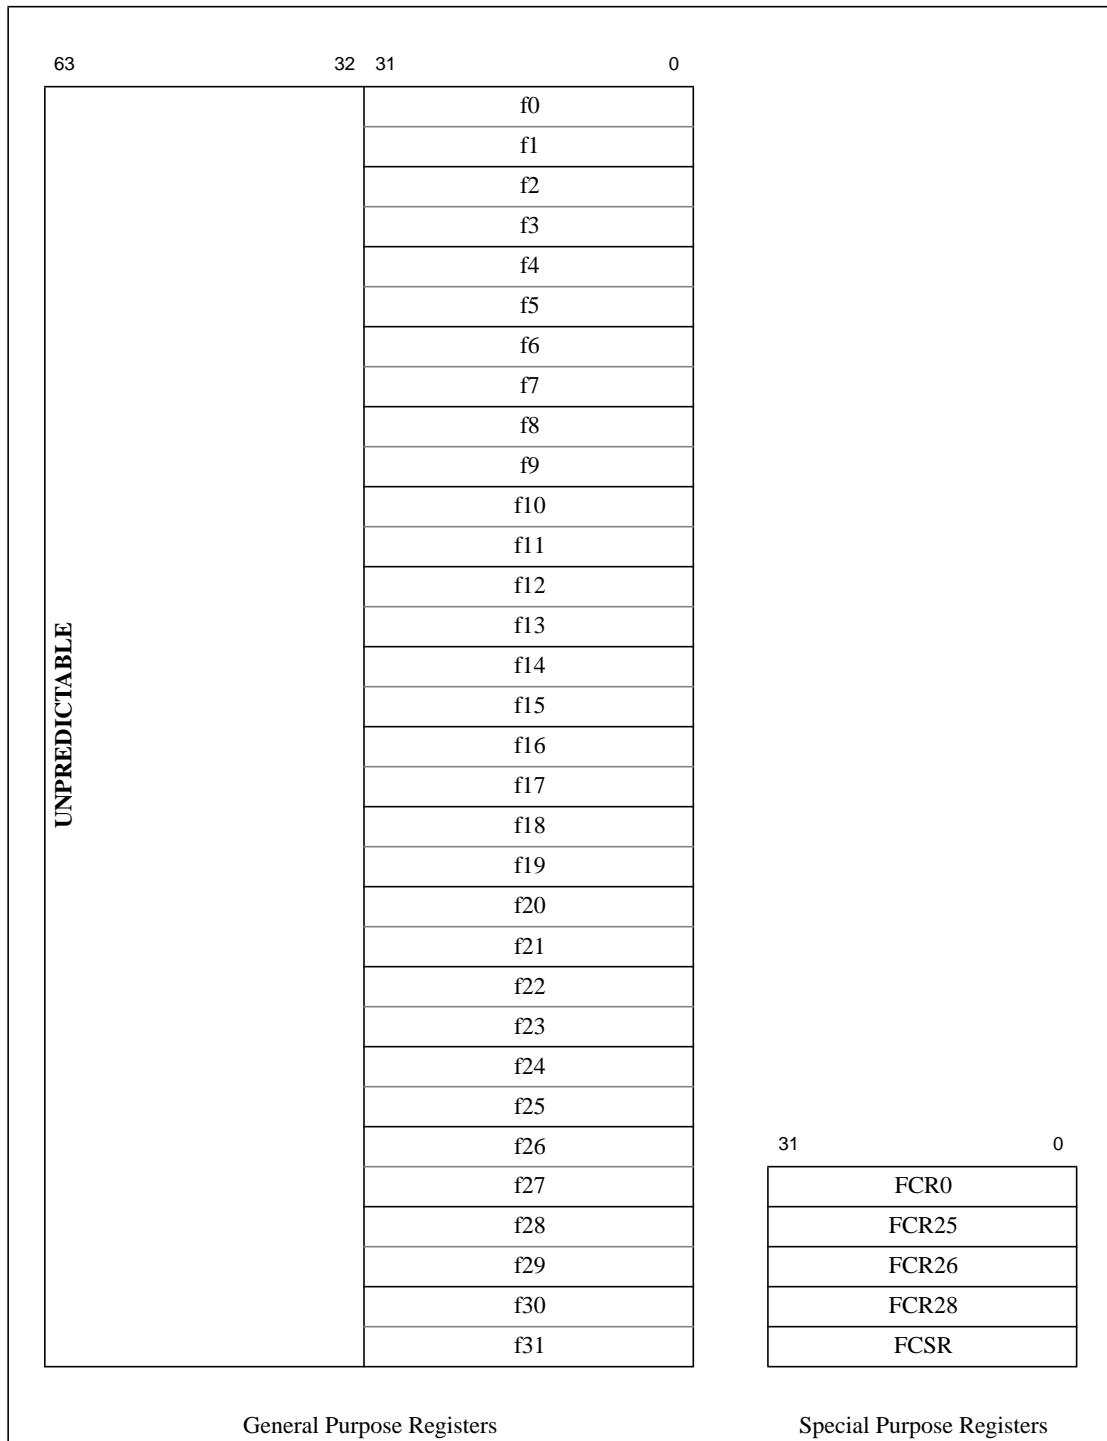 63 32 31 0
f0
f1
f2
f3
f4
f5
f6
f7
f8
f9
f10
f11
f12
f13
UNPREDICTABLE
f14
f15
f16
f17
f18
f19
f20
f21
f22
f23
f24
f25
f26
f27
f28
f29
f30
f31
General Purpose Registers
31 0
FCR0
FCR25
FCR26
FCR28
FCSR
Special Purpose Registers